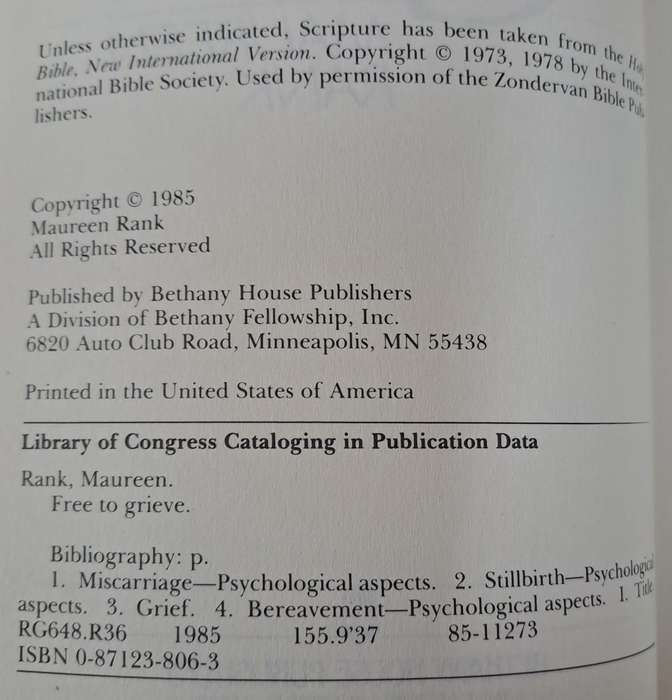 Unless otherwise indicated, Scripture has been taken from the
Bible, New International Version. Copyright © 1973, 1978 by the Inter
national Bible Society. Used by permission of the Zondervan Bible Pub
lishers.
Copyright © 1985
Maureen Rank
All Rights Reserved
Published by Bethany House Publishers
A Division of Bethany Fellowship, Inc.
6820 Auto Club Road, Minneapolis, MN 55438
Printed in the United States of America
Library of Congress Cataloging in Publication Data
Rank, Maureen.
Free to grieve.
Bibliography: p.
1. Miscarriage—Psychological aspects. 2. Stillbirth—Psychological
aspects. 3. Grief. 4. Bereavement—Psychological aspects. I. Title
RG648.R36 1985 155.9'37 85-11273
ISBN 0-87123-806-3